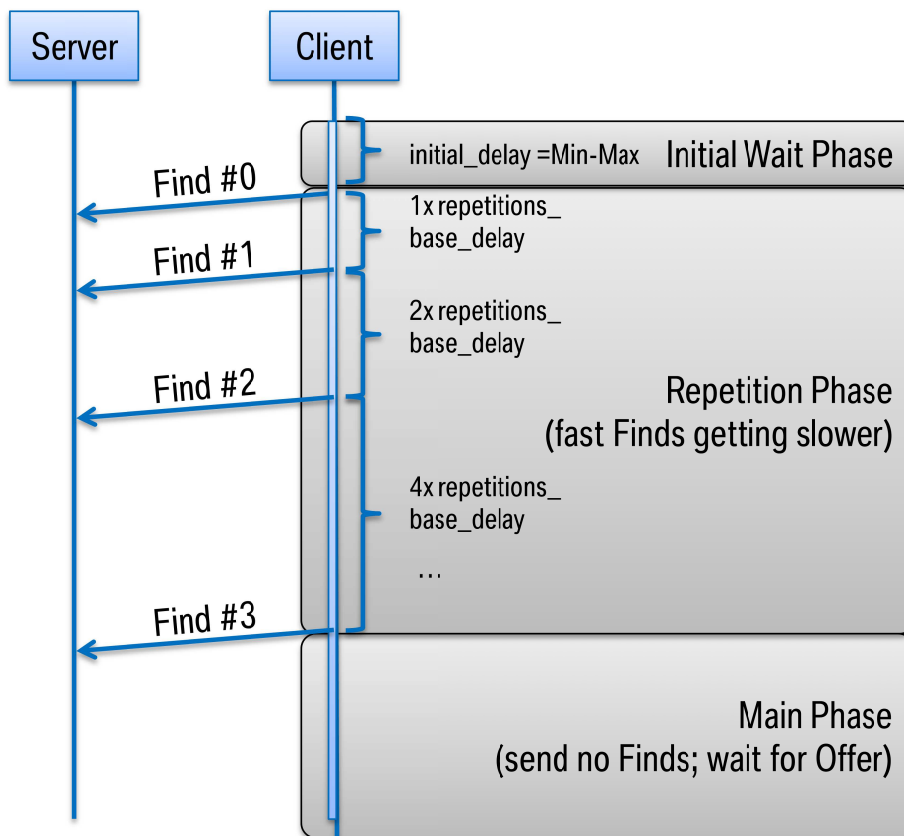 Server
Client
initial_delay =Min-Max
Initial Wait Phase
Find #0
1x repetitions_
base_delay
Find #1
2x repetitions_
base_delay
Find #2
Repetition Phase
(fast Finds getting slower)
4x repetitions_
base_delay
...
Find #3
Main Phase
(send no Finds; wait for Offer)